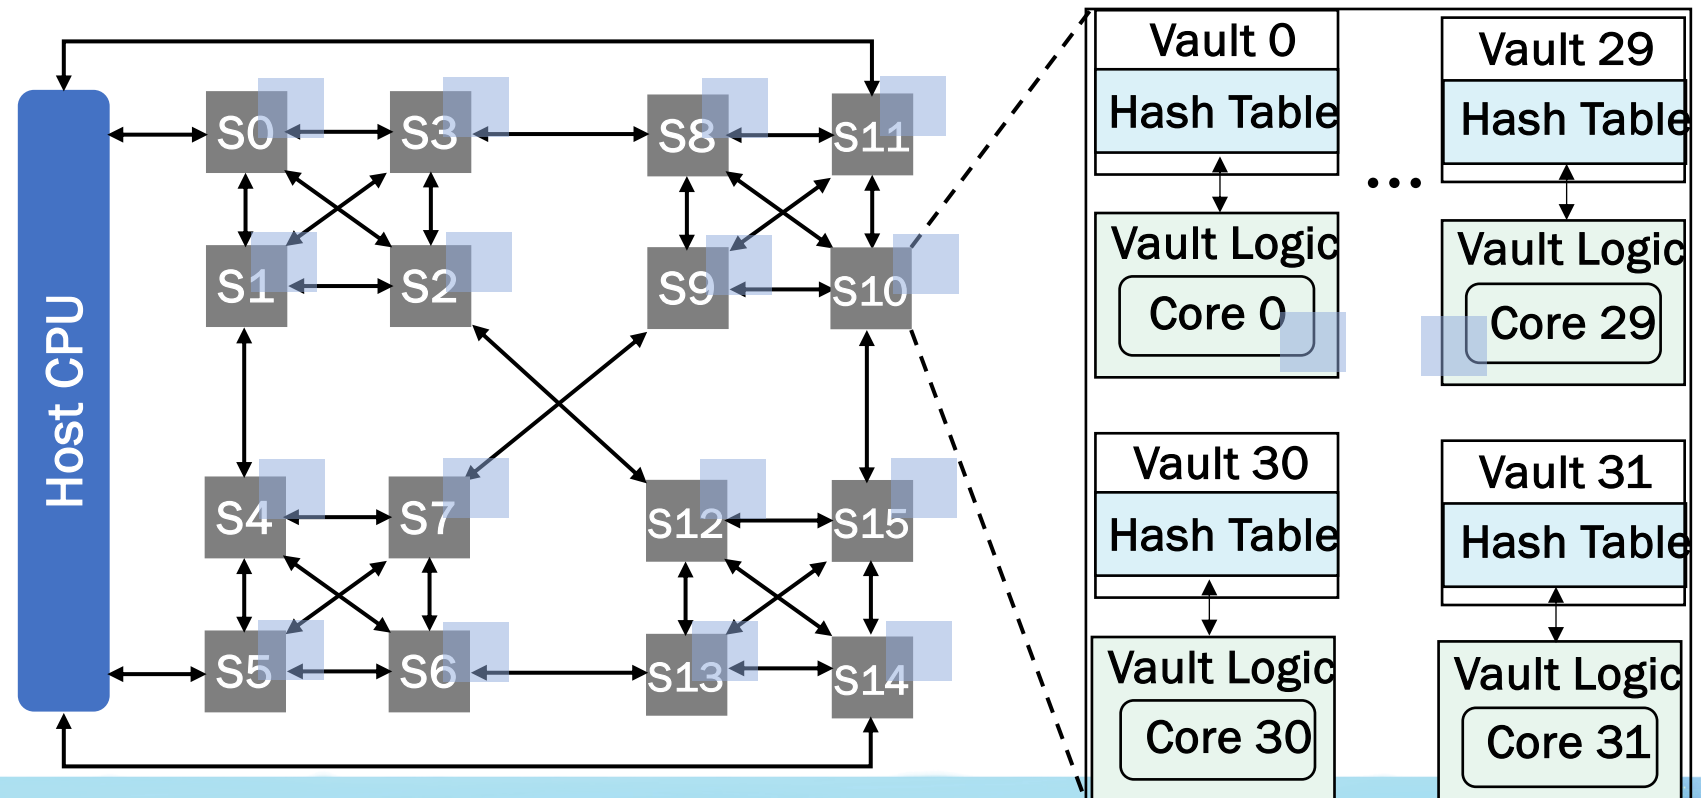 Host CPU
S0
S3
S8
S11
S1
S2
S9
S10
S4
S7
S12
S15
S5
S6
S13
S14
Vault 0
Hash Table
Vault Logic
Core 0
...
Vault 29
Hash Table
Vault Logic
Core 29
Vault 30
Hash Table
Vault Logic
Core 30
Vault 31
Hash Table
Vault Logic
Core 31